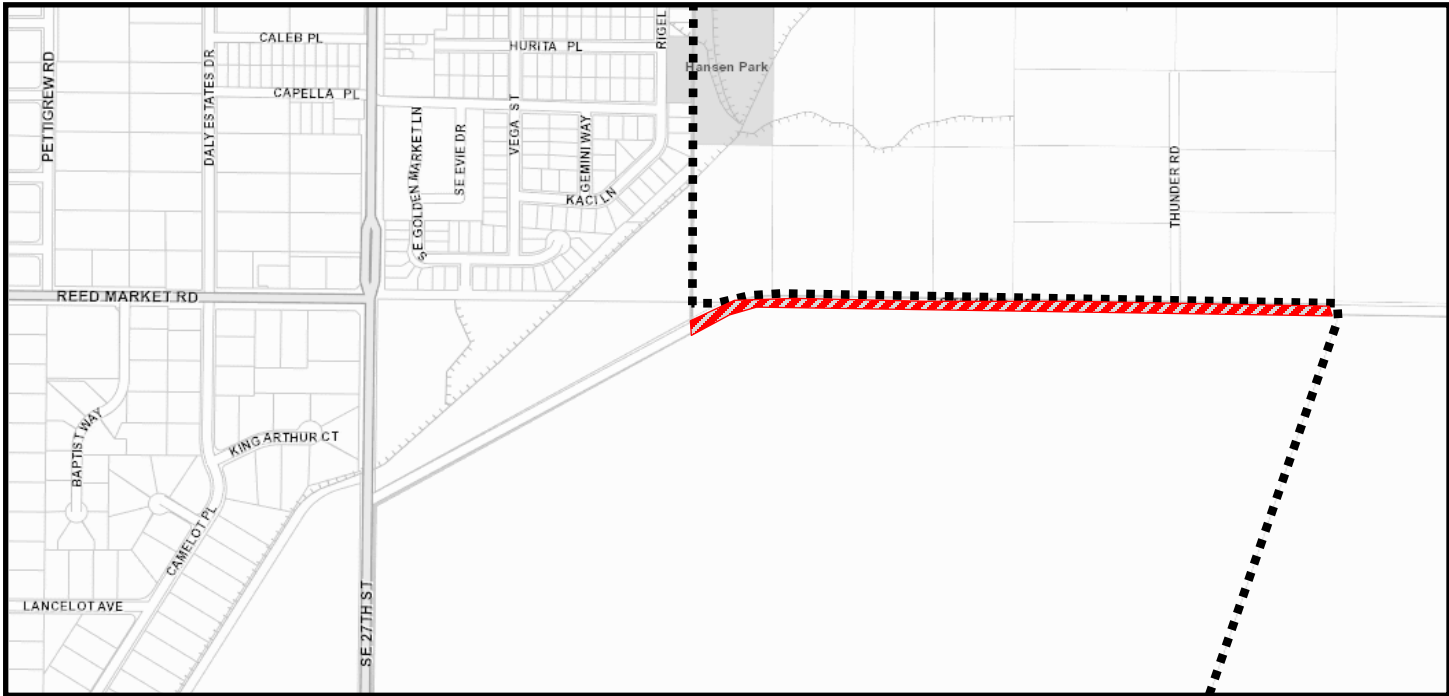 CALEB PL
HURITA PL
RIGEL
PETTIGREW RD
DALY ESTATES DR
CAPELLA PL
Hansen Park
SE GOLDEN MARKET LN
SE EVIE DR
VEGA ST
GEMINI WAY
KACI LN
THUNDER RD
S
REED MARKET RD
BAPTIST WAY
KING ARTHUR CT
CAMELOT PL
LANCELOT AVE
SE 27TH ST